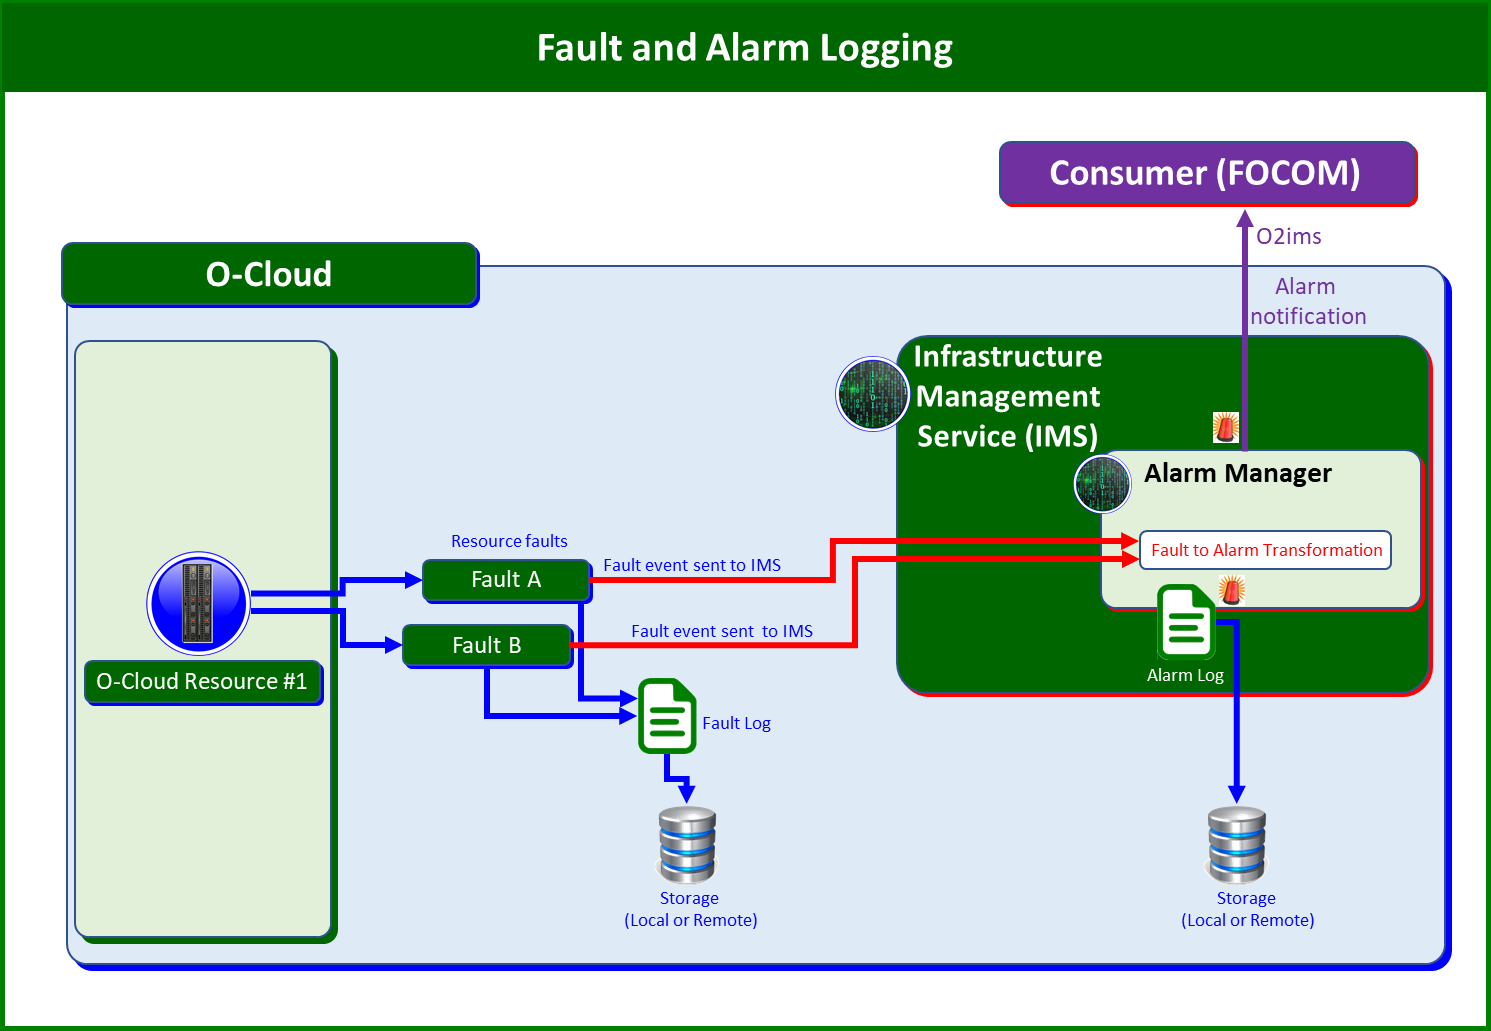 Fault and Alarm Logging
Consumer (FOCOM)
O2ims
Alarm
notification
O-Cloud
Infrastructure
Management
Service (IMS)
Alarm Manager
Fault to Alarm Transformation
Alarm Log
Resource faults
Fault A
Fault event sent to IMS
Fault B
Fault event sent to IMS
O-Cloud Resource #1
Fault Log
Storage
(Local or Remote)
Storage
(Local or Remote)